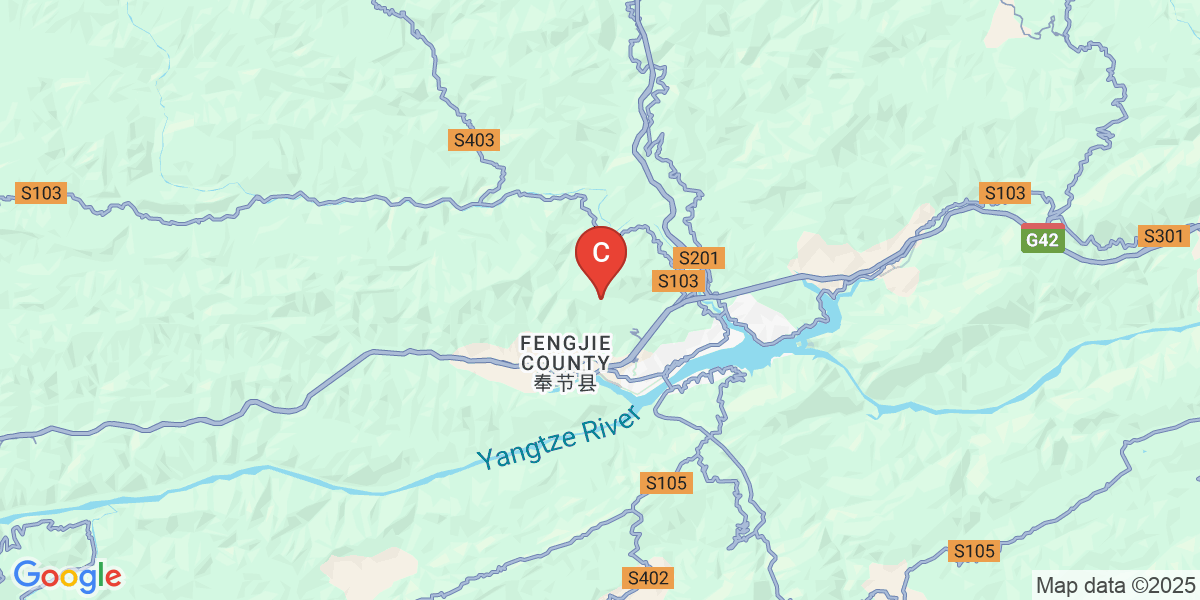 S403
S103
S103
S301
G42
C
S201
S103
FENGJIE
COUNTY
奉节县
Yangtze River
S105
S105
S402
Google
Map data ©2025